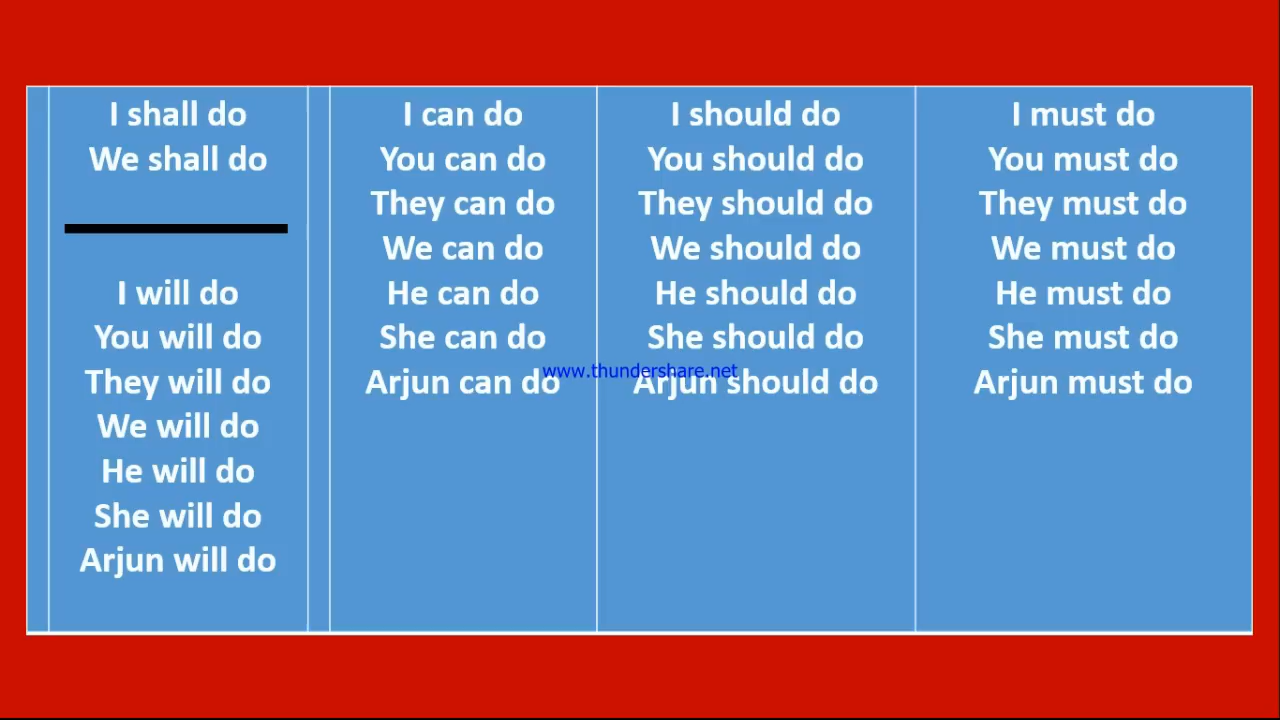 I shall do
We shall do
I will do
You will do
They will do
We will do
He will do
She will do
Arjun will do
I can do
You can do
They can do
We can do
He can do
She can do
Arjun can do
I should do
You should do
They should do
We should do
He should do
She should do
Arjun should do
I must do
You must do
They must do
We must do
He must do
She must do
Arjun must do
www.thundershare.net